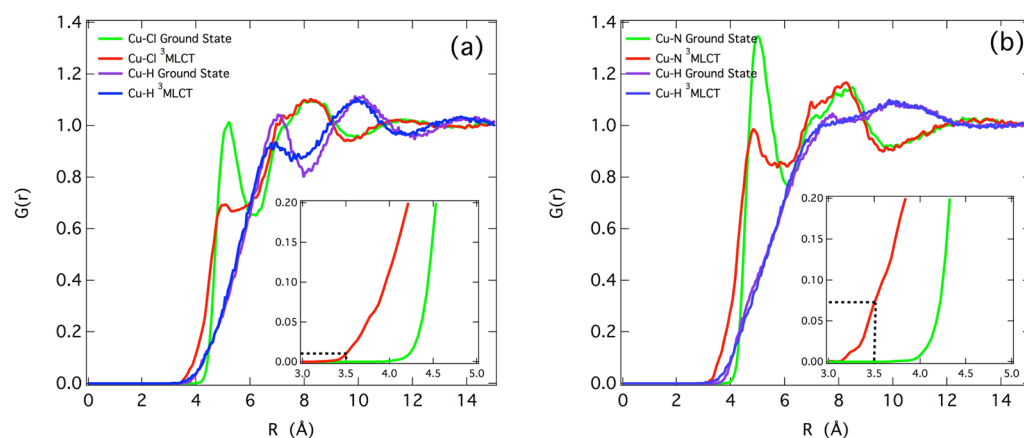 1.4
1.2
1.0
0.8
0.6
0.4
0.2
0.0
G(r)
Cu-Cl Ground State
Cu-Cl ³MLCT
Cu-H Ground State
Cu-H ³MLCT
(a)
0.20
0.15
0.10
0.05
0.00
3.0 3.5 4.0 4.5 5.0
0 2 4 6 8 10 12 14
R (Å)
1.4
1.2
1.0
0.8
0.6
0.4
0.2
0.0
G(r)
Cu-N Ground State
Cu-N ³MLCT
Cu-H Ground State
Cu-H ³MLCT
(b)
0.20
0.15
0.10
0.05
0.00
3.0 3.5 4.0 4.5 5.0
0 2 4 6 8 10 12 14
R (Å)